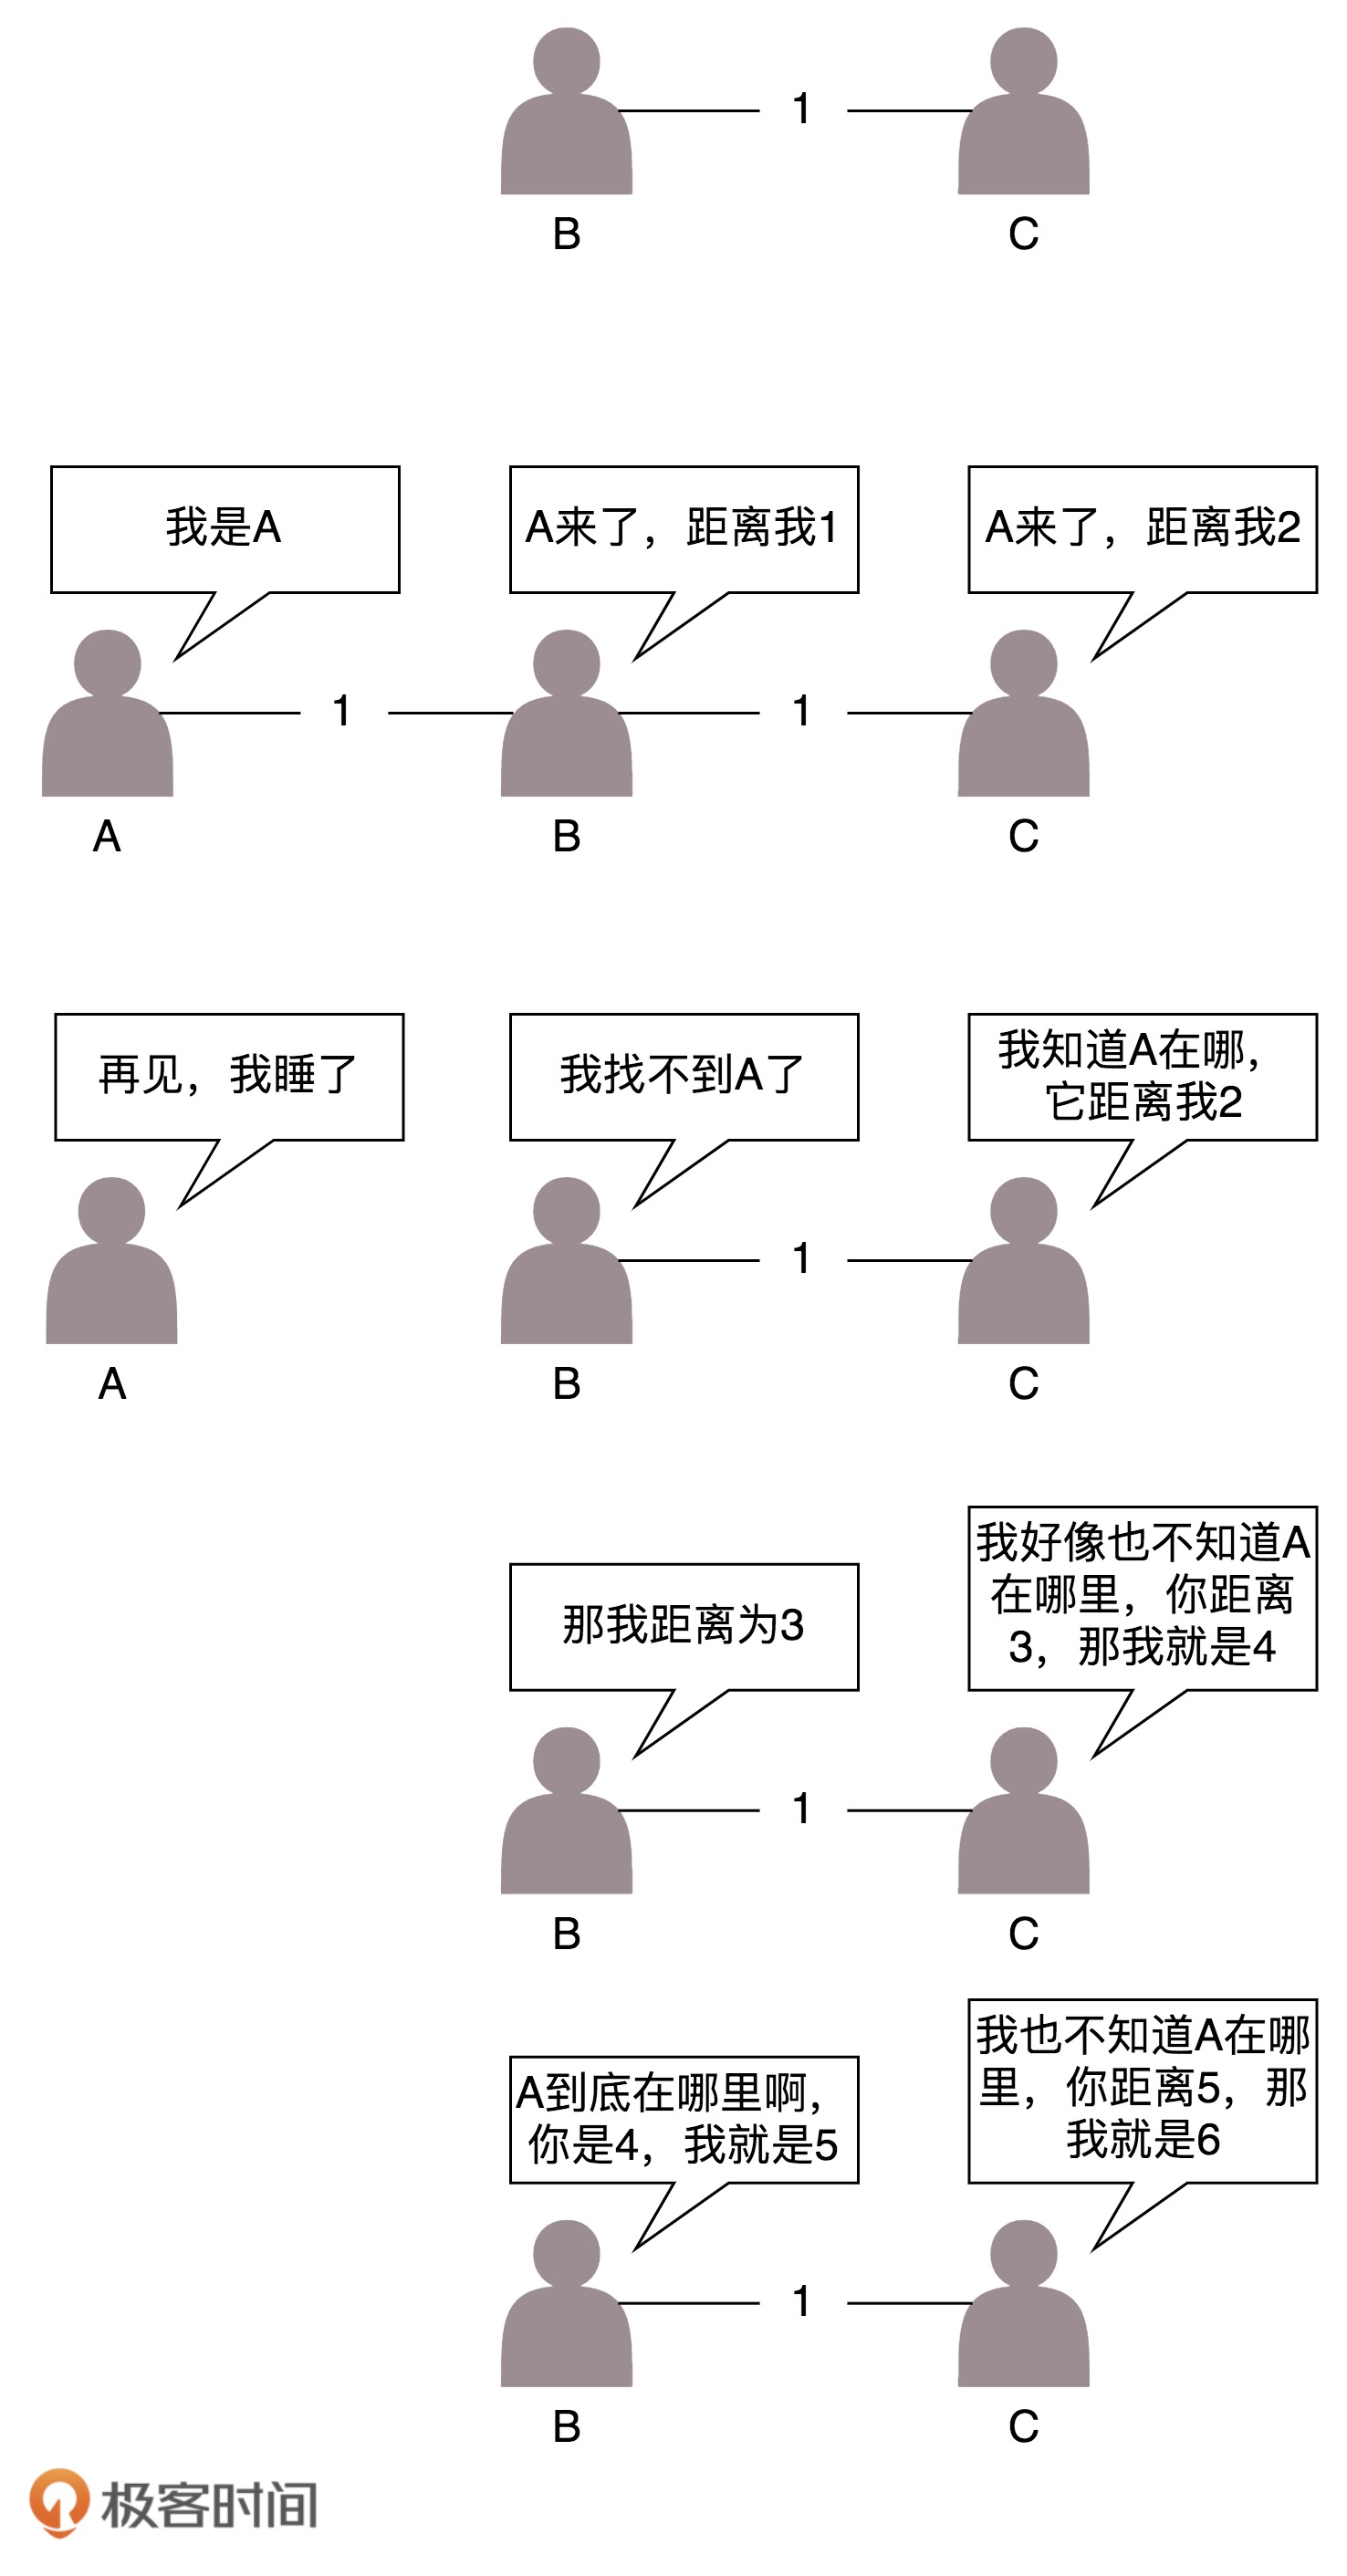 1
B
C
我是A
A来了，距离我1
A来了，距离我2
1
1
A
B
C
再见，我睡了
我找不到A了
我知道A在哪，
它距离我2
1
A
B
C
那我距离为3
我好像也不知道A
在哪里，你距离
3，那我就是4
1
B
C
A到底在哪里啊，
你是4，我就是5
我也不知道A在哪
里，你距离5，那
我就是6
1
B
C
极客时间